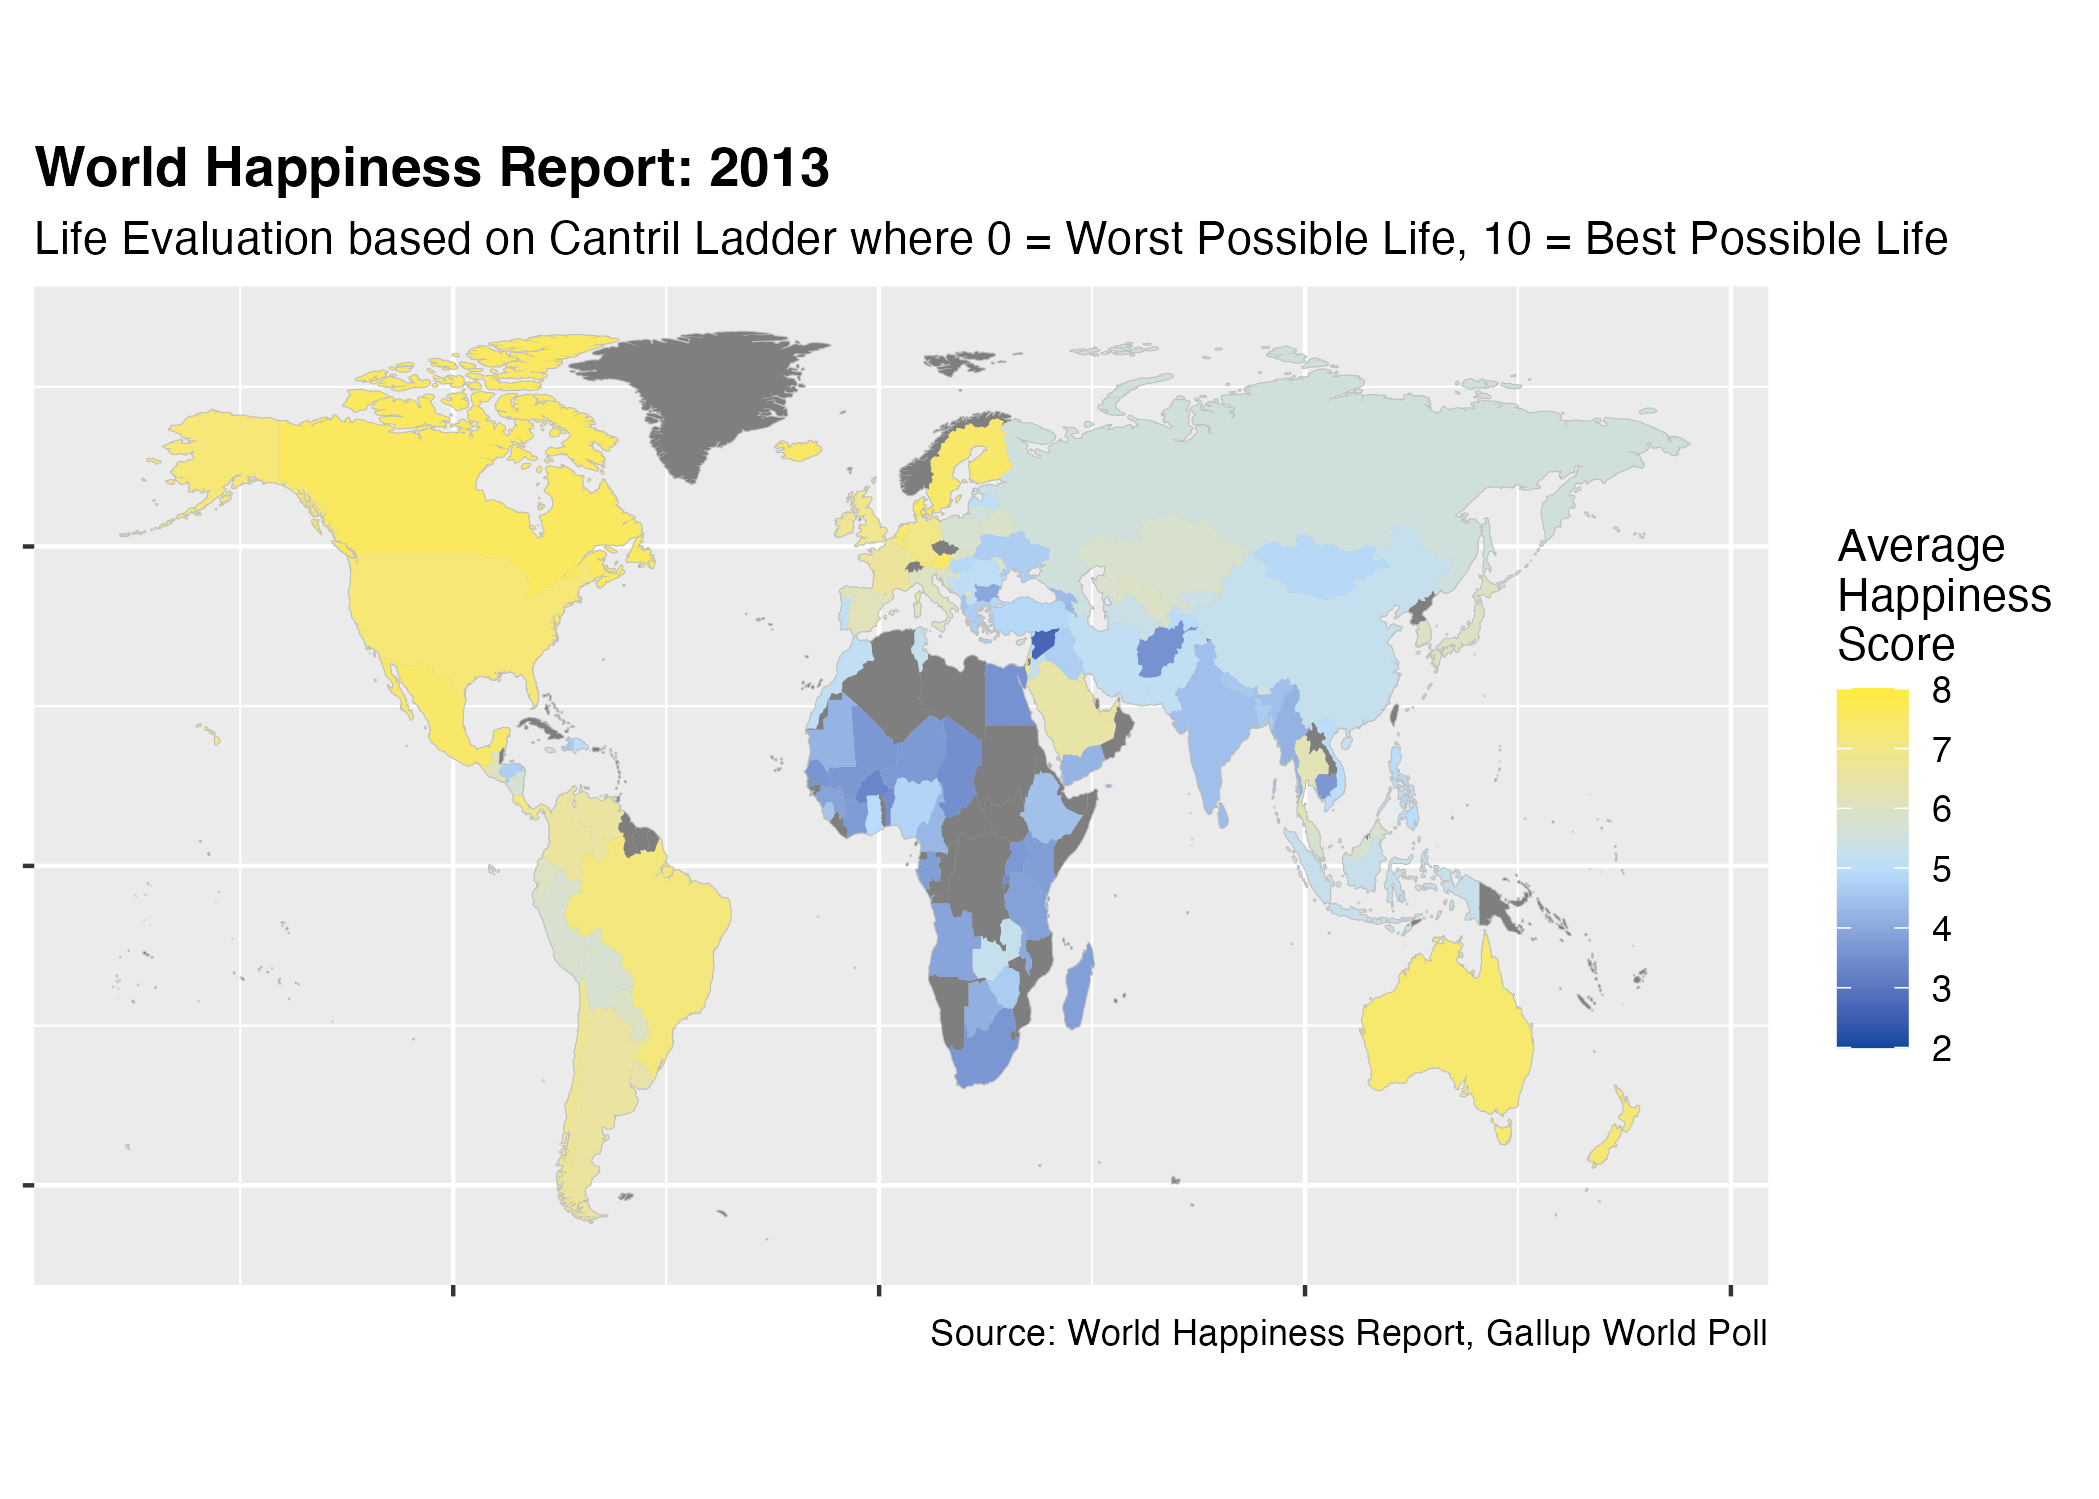 World Happiness Report: 2013
Life Evaluation based on Cantril Ladder where 0 = Worst Possible Life, 10 = Best Possible Life
Average
Happiness
Score
8
7
6
5
4
3
2
Source: World Happiness Report, Gallup World Poll